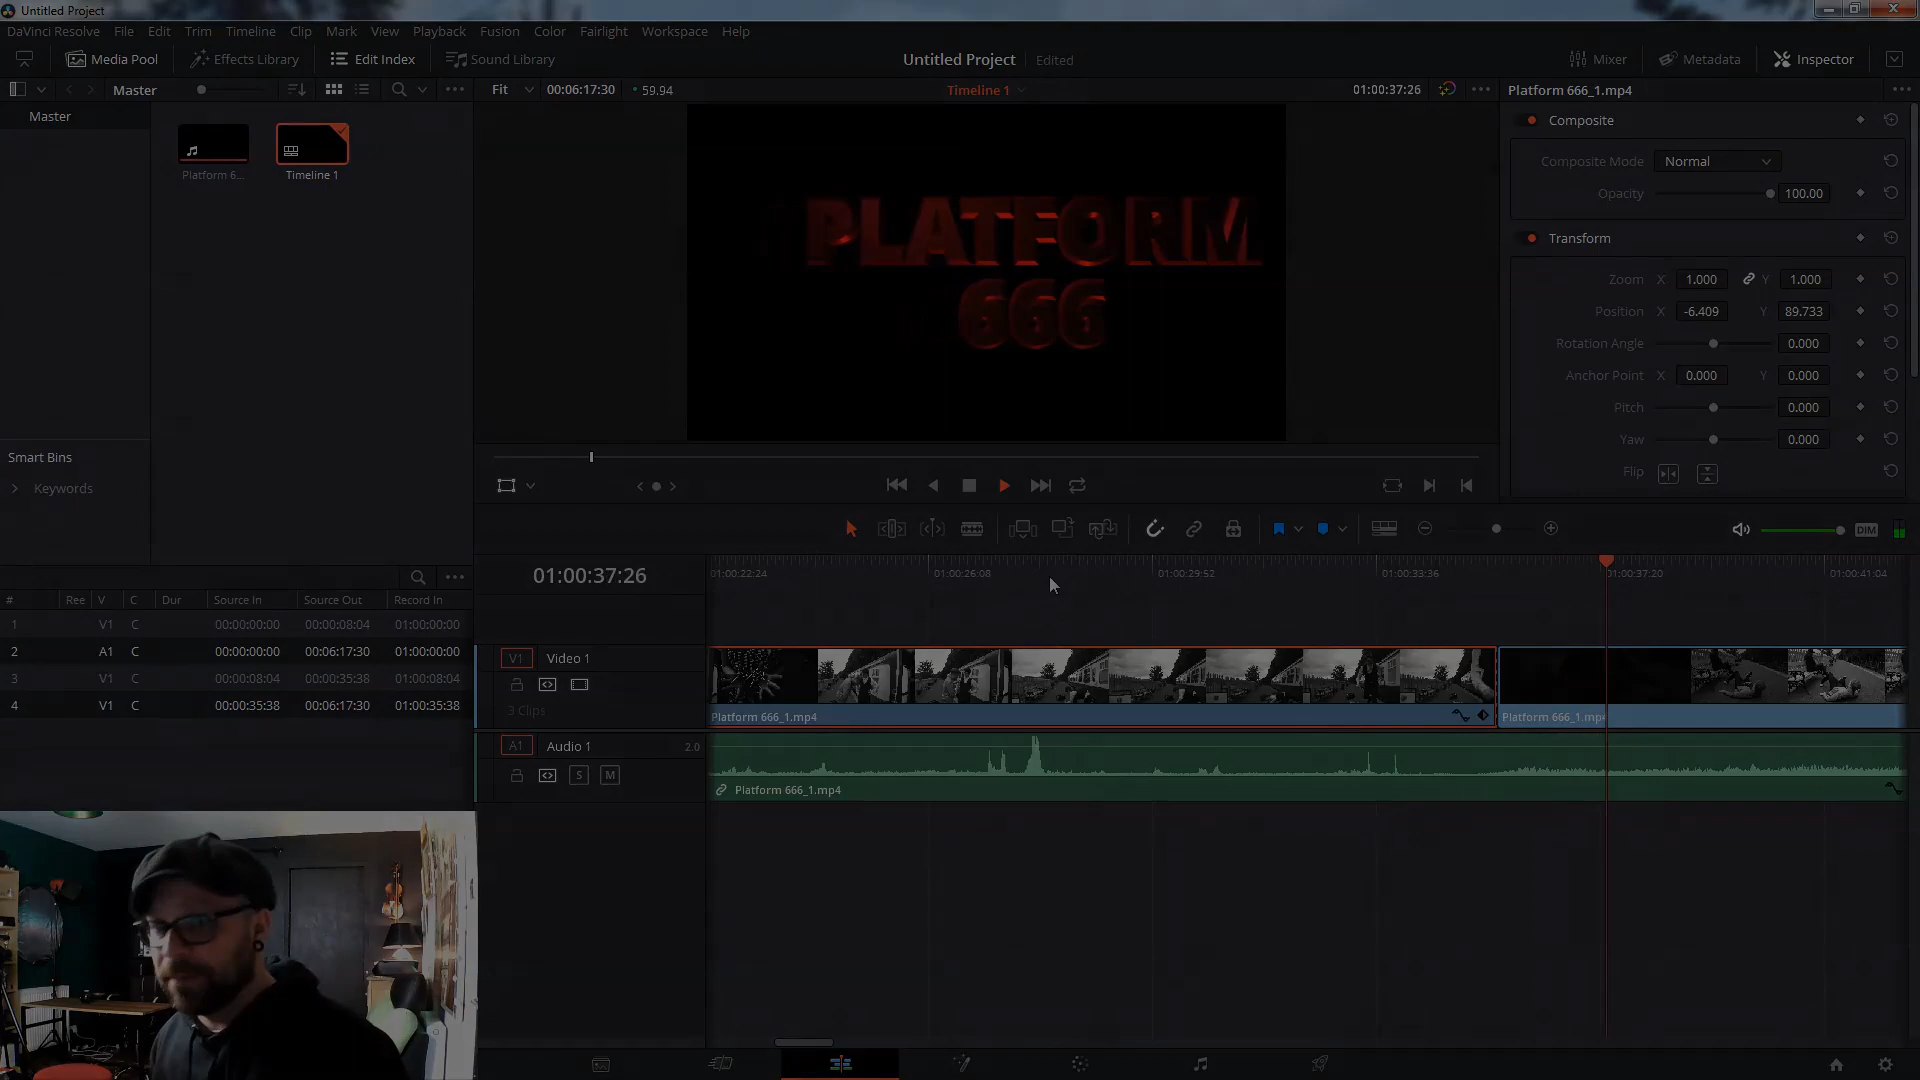 Untitled Project
DaVinci Resolve File Edit Trim Timeline Clip Mark View Playback Fusion Color Fairlight Workspace Help
Media Pool Effects Library Edit Index Sound Library Untitled Project Edited Mixer Metadata Inspector
Master Fit 00:06:17:30 59.94 Timeline 1 01:00:37:26 Platform 666_1.mp4
Master
Platform 6...
Timeline 1
Smart Bins
Keywords
PLATFORM
666
Composite
Composite Mode Normal
Opacity 100.00
Transform
Zoom X 1.000 Y 1.000
Position X -6.409 Y 89.733
Rotation Angle 0.000
Anchor Point X 0.000 Y 0.000
Pitch 0.000
Yaw 0.000
Flip
DIM
# Ree V C Dur Source In Source Out Record In
1 V1 C 00:00:00:00 00:00:08:04 01:00:00:00
2 A1 C 00:00:00:00 00:06:17:30 01:00:00:00
3 V1 C 00:00:08:04 00:00:35:38 01:00:08:04
4 V1 C 00:00:35:38 00:06:17:30 01:00:35:38
01:00:37:26
01:00:22:24 01:00:26:08 01:00:29:52 01:00:33:36 01:00:37:20 01:00:41:04
V1 Video 1
3 Clips
Platform 666_1.mp4 Platform 666_1.mp4
A1 Audio 1 2.0
S M
Platform 666_1.mp4